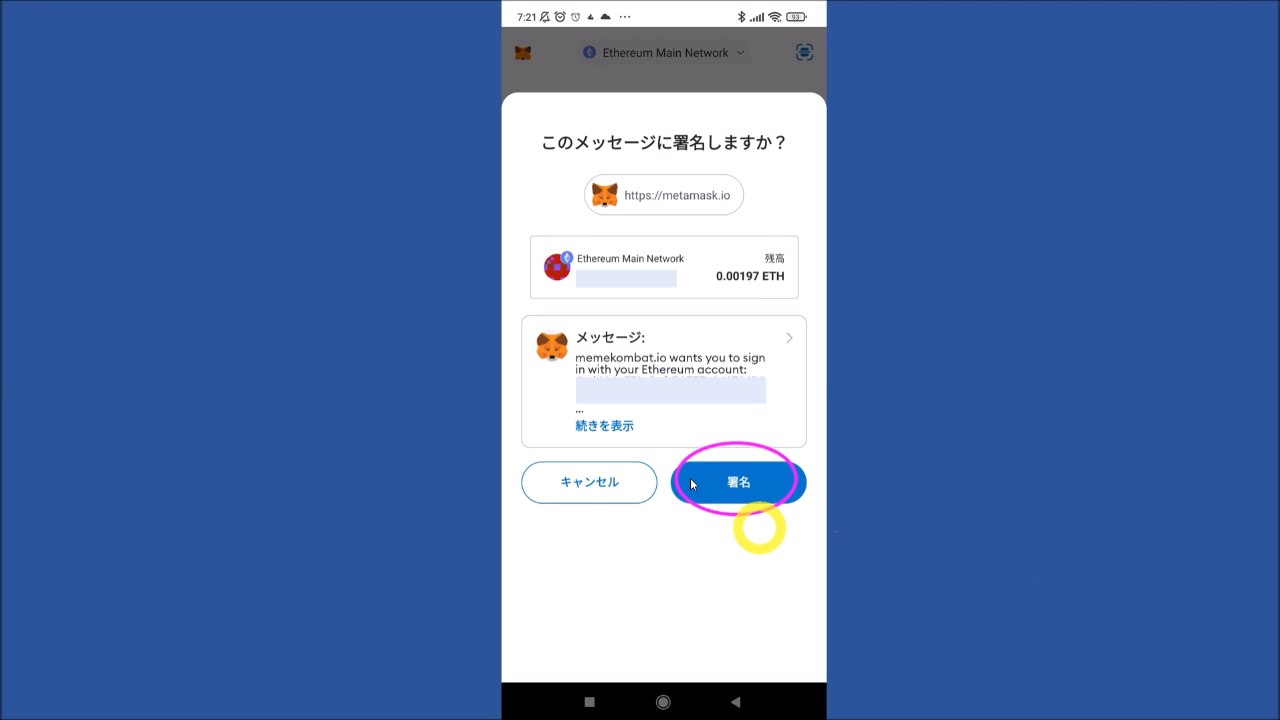 7:21 ... 93
Ethereum Main Network
このメッセージに署名しますか？
https://metamask.io
Ethereum Main Network 残高
0.00197 ETH
メッセージ:
memekombat.io wants you to sign
in with your Ethereum account:
...
続きを表示
キャンセル 署名